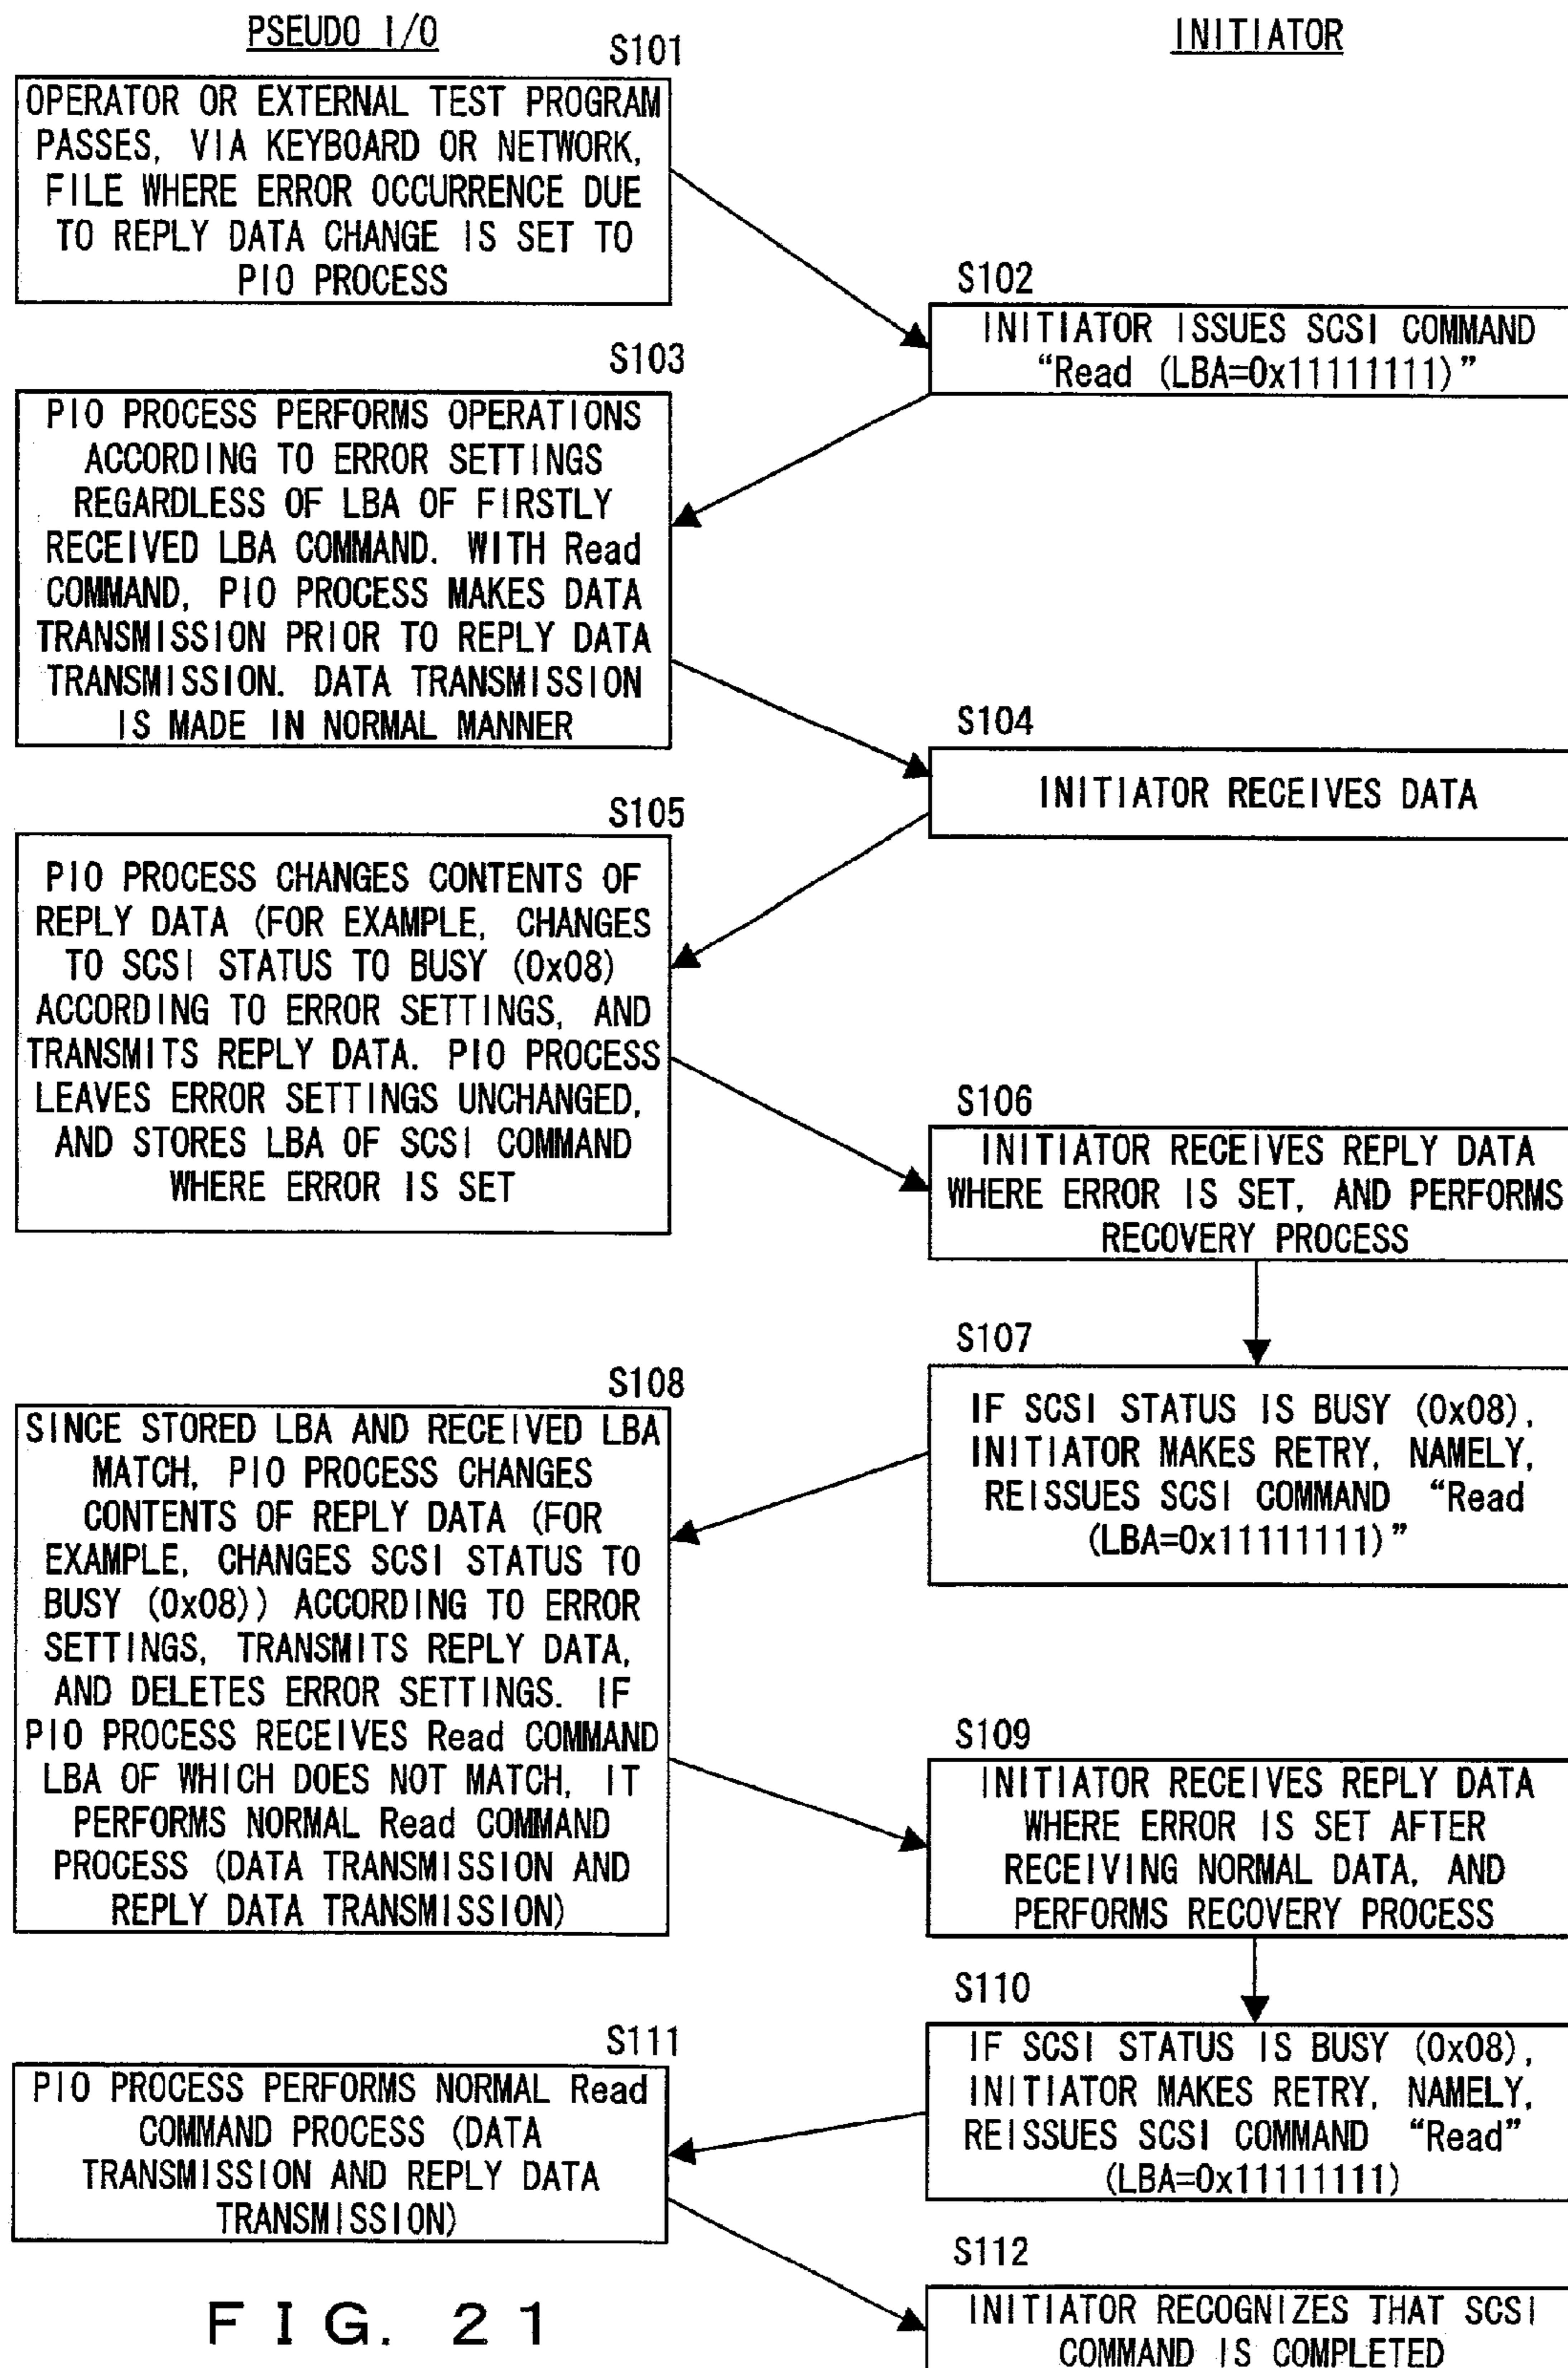 PSEUDO I/O
INITIATOR
S101
OPERATOR OR EXTERNAL TEST PROGRAM
PASSES, VIA KEYBOARD OR NETWORK,
FILE WHERE ERROR OCCURRENCE DUE
TO REPLY DATA CHANGE IS SET TO
PIO PROCESS
S102
INITIATOR ISSUES SCSI COMMAND
“Read (LBA=0x11111111)”
S103
PIO PROCESS PERFORMS OPERATIONS
ACCORDING TO ERROR SETTINGS
REGARDLESS OF LBA OF FIRSTLY
RECEIVED LBA COMMAND. WITH Read
COMMAND, PIO PROCESS MAKES DATA
TRANSMISSION PRIOR TO REPLY DATA
TRANSMISSION. DATA TRANSMISSION
IS MADE IN NORMAL MANNER
S104
INITIATOR RECEIVES DATA
S105
PIO PROCESS CHANGES CONTENTS OF
REPLY DATA (FOR EXAMPLE, CHANGES
TO SCSI STATUS TO BUSY (0x08)
ACCORDING TO ERROR SETTINGS, AND
TRANSMITS REPLY DATA. PIO PROCESS
LEAVES ERROR SETTINGS UNCHANGED,
AND STORES LBA OF SCSI COMMAND
WHERE ERROR IS SET
S106
INITIATOR RECEIVES REPLY DATA
WHERE ERROR IS SET, AND PERFORMS
RECOVERY PROCESS
S107
IF SCSI STATUS IS BUSY (0x08),
INITIATOR MAKES RETRY, NAMELY,
REISSUES SCSI COMMAND “Read
(LBA=0x11111111)”
S108
SINCE STORED LBA AND RECEIVED LBA
MATCH, PIO PROCESS CHANGES
CONTENTS OF REPLY DATA (FOR
EXAMPLE, CHANGES SCSI STATUS TO
BUSY (0x08)) ACCORDING TO ERROR
SETTINGS, TRANSMITS REPLY DATA,
AND DELETES ERROR SETTINGS. IF
PIO PROCESS RECEIVES Read COMMAND
LBA OF WHICH DOES NOT MATCH, IT
PERFORMS NORMAL Read COMMAND
PROCESS (DATA TRANSMISSION AND
REPLY DATA TRANSMISSION)
S109
INITIATOR RECEIVES REPLY DATA
WHERE ERROR IS SET AFTER
RECEIVING NORMAL DATA, AND
PERFORMS RECOVERY PROCESS
S110
IF SCSI STATUS IS BUSY (0x08),
INITIATOR MAKES RETRY, NAMELY,
REISSUES SCSI COMMAND “Read”
(LBA=0x11111111)
S111
PIO PROCESS PERFORMS NORMAL Read
COMMAND PROCESS (DATA
TRANSMISSION AND REPLY DATA
TRANSMISSION)
S112
INITIATOR RECOGNIZES THAT SCSI
COMMAND IS COMPLETED
FIG. 21